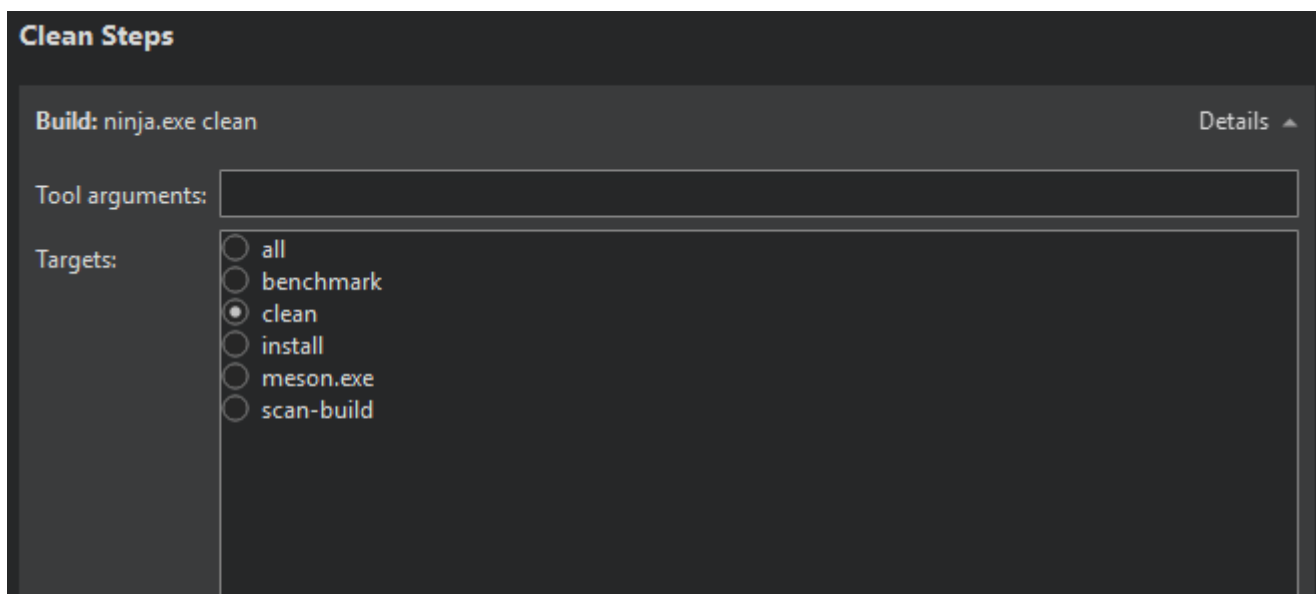 Clean Steps
Build: ninja.exe clean Details
Tool arguments:
Targets:
all
benchmark
clean
install
meson.exe
scan-build